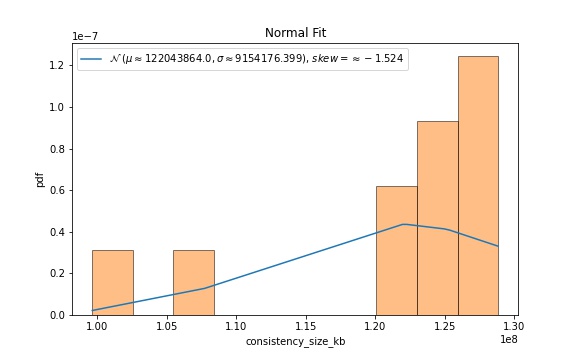 Normal Fit
1e−7
𝒩(μ ≈ 122043864.0, σ ≈ 9154176.399), skew = ≈ − 1.524
1.2
1.0
0.8
0.6
0.4
0.2
0.0
pdf
1.00 1.05 1.10 1.15 1.20 1.25 1.30
1e8
consistency_size_kb